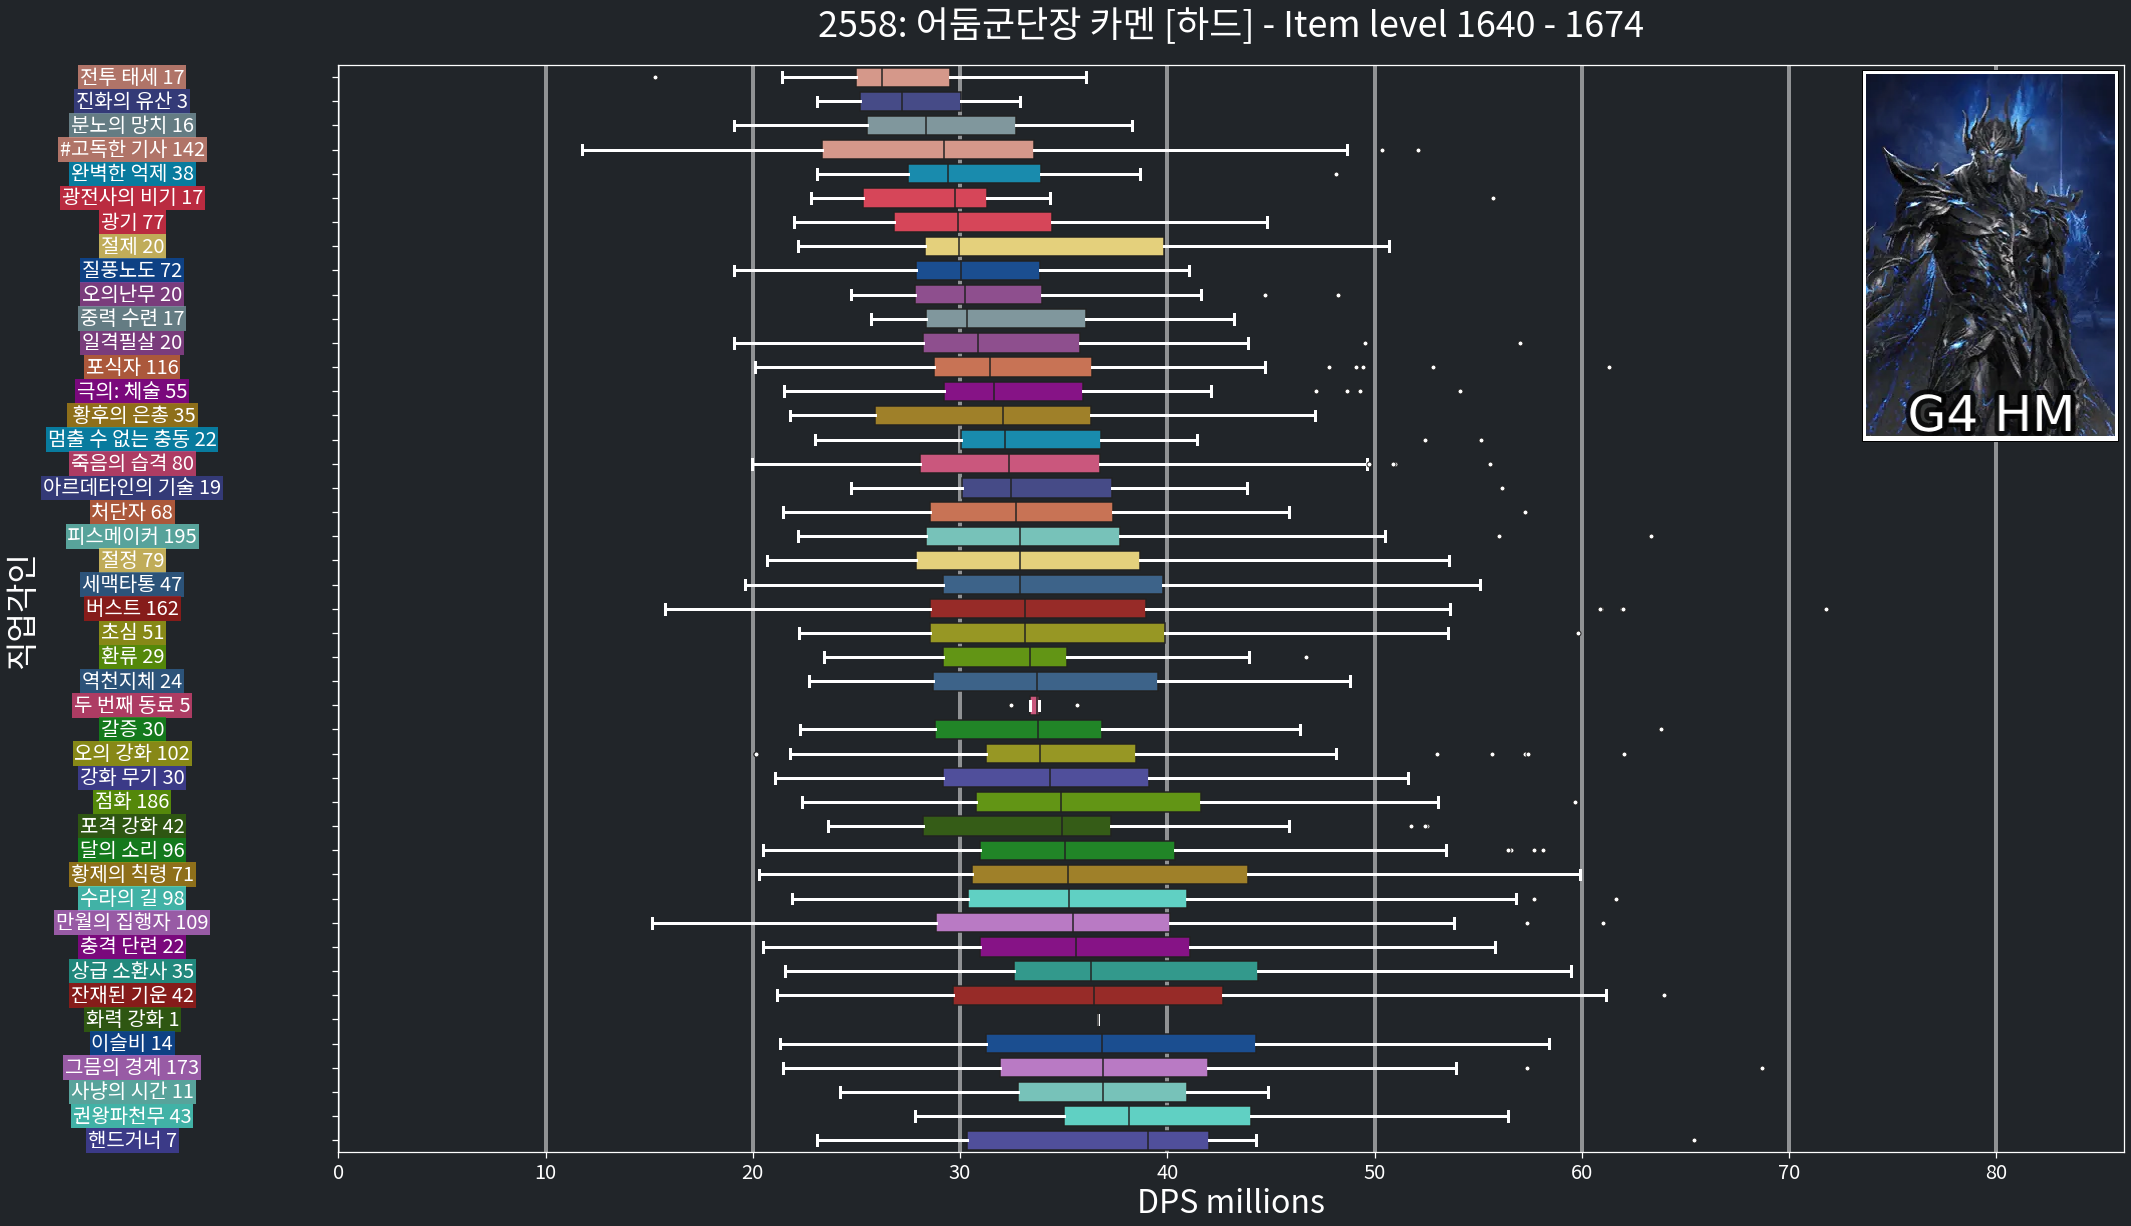 2558: 어둠군단장 카멘 [하드] - Item level 1640 - 1674
전투 태세 17
진화의 유산 3
분노의 망치 16
#고독한 기사 142
완벽한 억제 38
광전사의 비기 17
광기 77
절제 20
질풍노도 72
오의난무 20
중력 수련 17
일격필살 20
포식자 116
극의: 체술 55
황후의 은총 35
멈출 수 없는 충동 22
죽음의 습격 80
아르데타인의 기술 19
처단자 68
피스메이커 195
절정 79
세맥타통 47
버스트 162
초심 51
환류 29
역천지체 24
두 번째 동료 5
갈증 30
오의 강화 102
강화 무기 30
점화 186
포격 강화 42
달의 소리 96
황제의 칙령 71
수라의 길 98
만월의 집행자 109
충격 단련 22
상급 소환사 35
잔재된 기운 42
화력 강화 1
이슬비 14
그믐의 경계 173
사냥의 시간 11
권왕파천무 43
핸드거너 7
직업각인
G4 HM
0 10 20 30 40 50 60 70 80
DPS millions